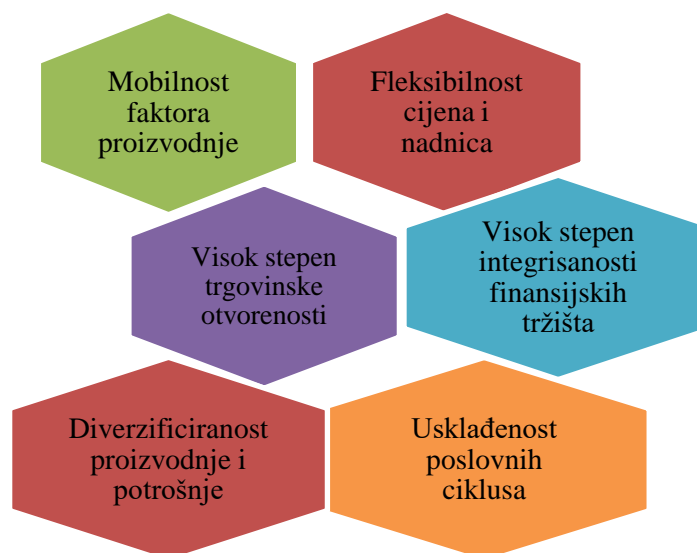 Mobilnost
faktora
proizvodnje
Fleksibilnost
cijena i
nadnica
Visok stepen
trgovinske
otvorenosti
Visok stepen
integrisanosti
finansijskih
tržišta
Diverzificiranost
proizvodnje i
potrošnje
Usklađenost
poslovnih
ciklusa